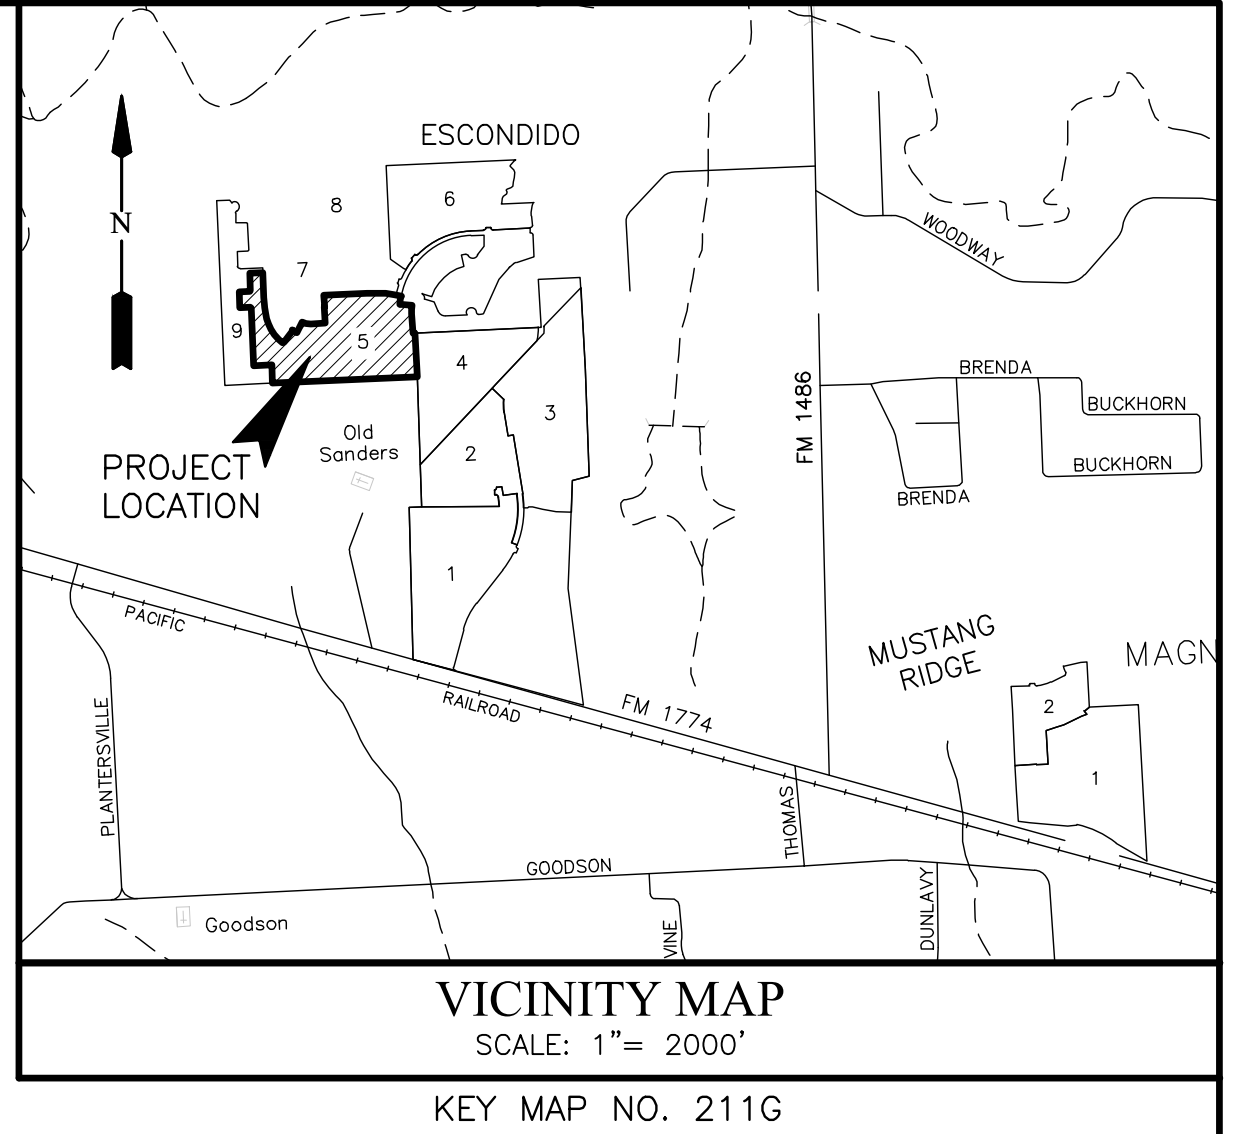 ESCONDIDO
8
6
N
WOODWAY
7
9
5
4
BRENDA
FM 1486
BUCKHORN
3
Old
Sanders
2
PROJECT
LOCATION
BUCKHORN
BRENDA
1
PACIFIC
MUSTANG
RIDGE
MAGN
RAILROAD
FM 1774
2
PLANTERSVILLE
1
THOMAS
GOODSON
DUNLAVY
Goodson
VINE
VICINITY MAP
SCALE: 1"= 2000'
KEY MAP NO. 211G